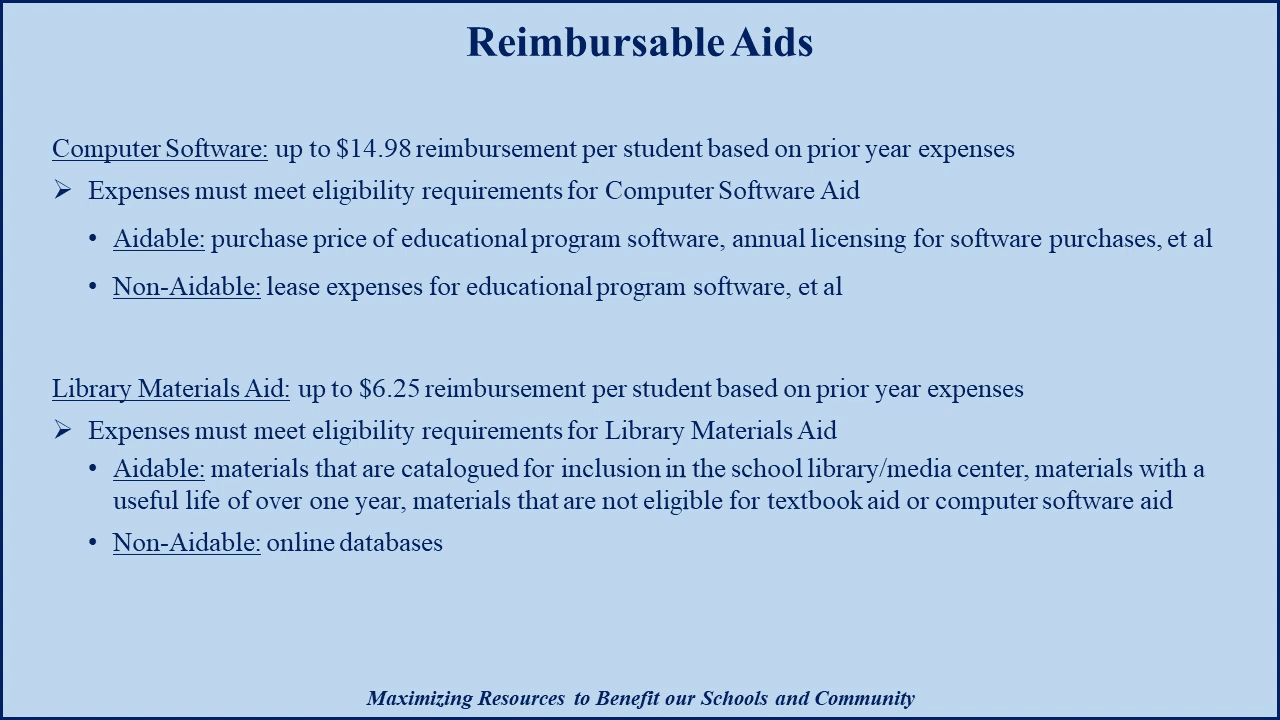 Reimbursable Aids
Computer Software: up to $14.98 reimbursement per student based on prior year expenses
➢ Expenses must meet eligibility requirements for Computer Software Aid
• Aidable: purchase price of educational program software, annual licensing for software purchases, et al
• Non-Aidable: lease expenses for educational program software, et al
Library Materials Aid: up to $6.25 reimbursement per student based on prior year expenses
➢ Expenses must meet eligibility requirements for Library Materials Aid
• Aidable: materials that are catalogued for inclusion in the school library/media center, materials with a
useful life of over one year, materials that are not eligible for textbook aid or computer software aid
• Non-Aidable: online databases
Maximizing Resources to Benefit our Schools and Community